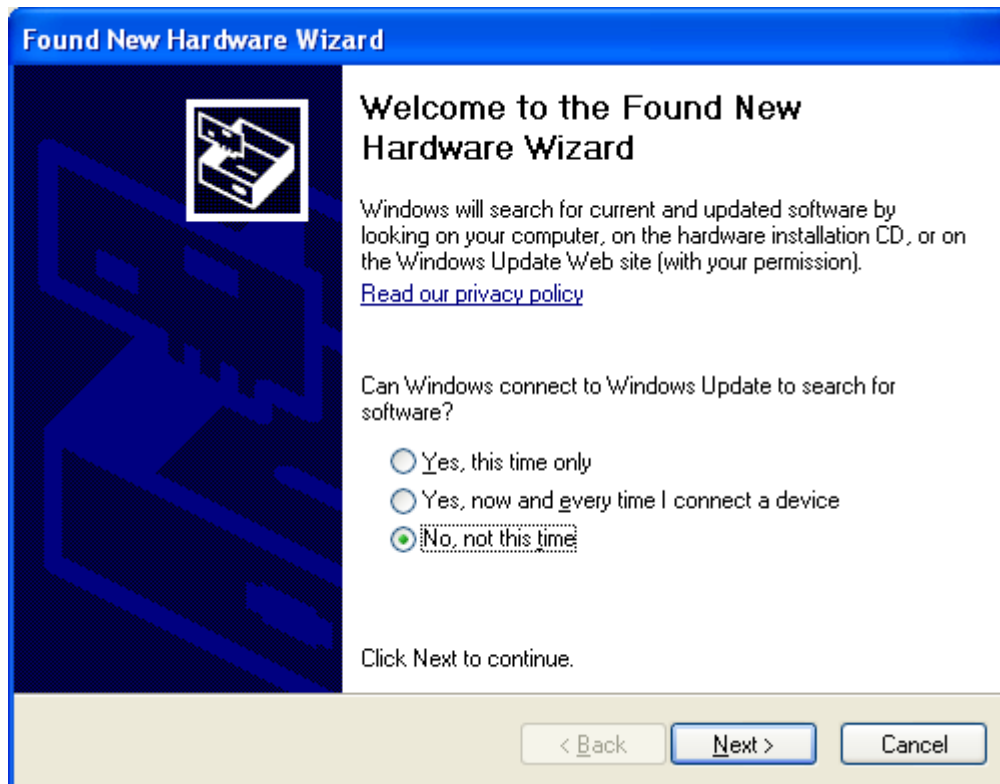 Found New Hardware Wizard
Welcome to the Found New
Hardware Wizard
Windows will search for current and updated software by
looking on your computer, on the hardware installation CD, or on
the Windows Update Web site (with your permission).
Read our privacy policy
Can Windows connect to Windows Update to search for
software?
Yes, this time only
Yes, now and every time I connect a device
No, not this time
Click Next to continue.
< Back
Next >
Cancel